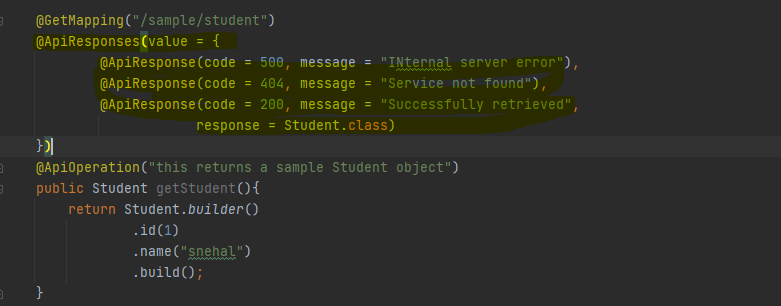 @GetMapping("/sample/student")
@ApiResponses(value = {
@ApiResponse(code = 500, message = "INternal server error"),
@ApiResponse(code = 404, message = "Service not found"),
@ApiResponse(code = 200, message = "Successfully retrieved",
response = Student.class)
})
@ApiOperation("this returns a sample Student object")
public Student getStudent(){
return Student.builder()
.id(1)
.name("snehal")
.build();
}